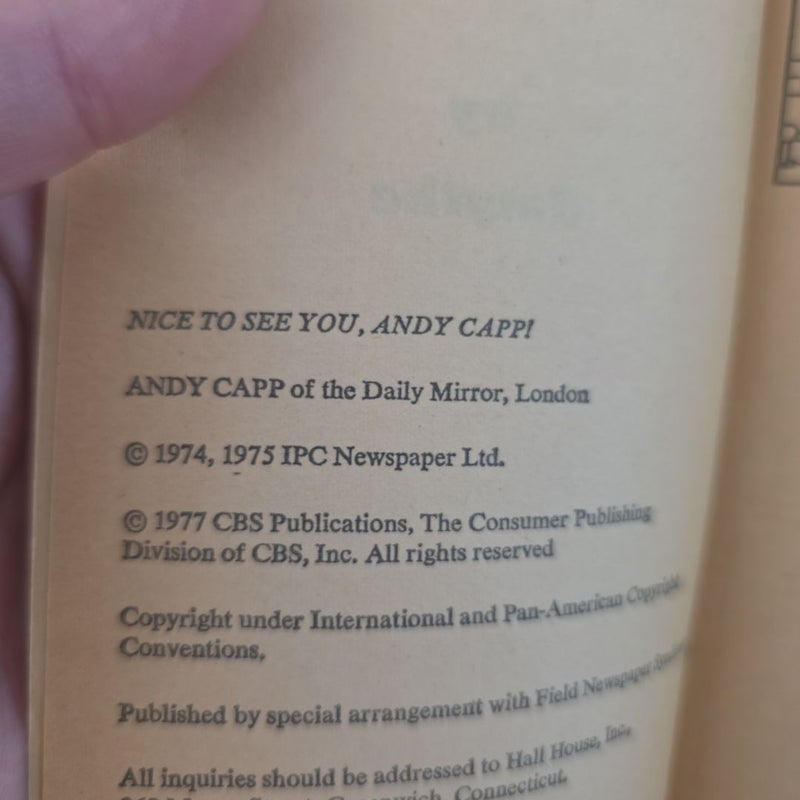 NICE TO SEE YOU, ANDY CAPP!
ANDY CAPP of the Daily Mirror, London
© 1974, 1975 IPC Newspaper Ltd.
© 1977 CBS Publications, The Consumer Publishing
Division of CBS, Inc. All rights reserved
Copyright under International and Pan-American Copyright
Conventions.
Published by special arrangement with Field Newspaper
All inquiries should be addressed to Hall House, Inc.,
Greenwich, Connecticut.